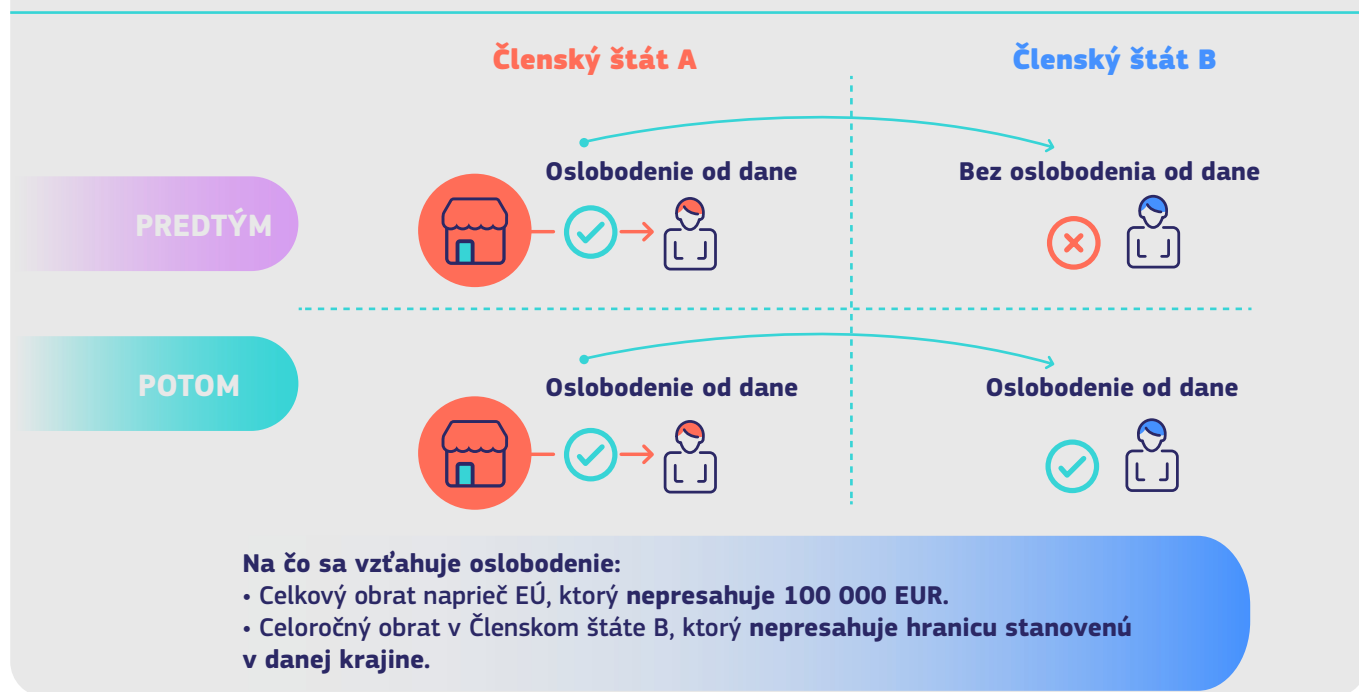 Členský štát A
Členský štát B
PREDTÝM
Oslobodenie od dane
Bez oslobodenia od dane
POTOM
Oslobodenie od dane
Oslobodenie od dane
Na čo sa vzťahuje oslobodenie:
• Celkový obrat naprieč EÚ, ktorý nepresahuje 100 000 EUR.
• Celoročný obrat v Členskom štáte B, ktorý nepresahuje hranicu stanovenú
v danej krajine.